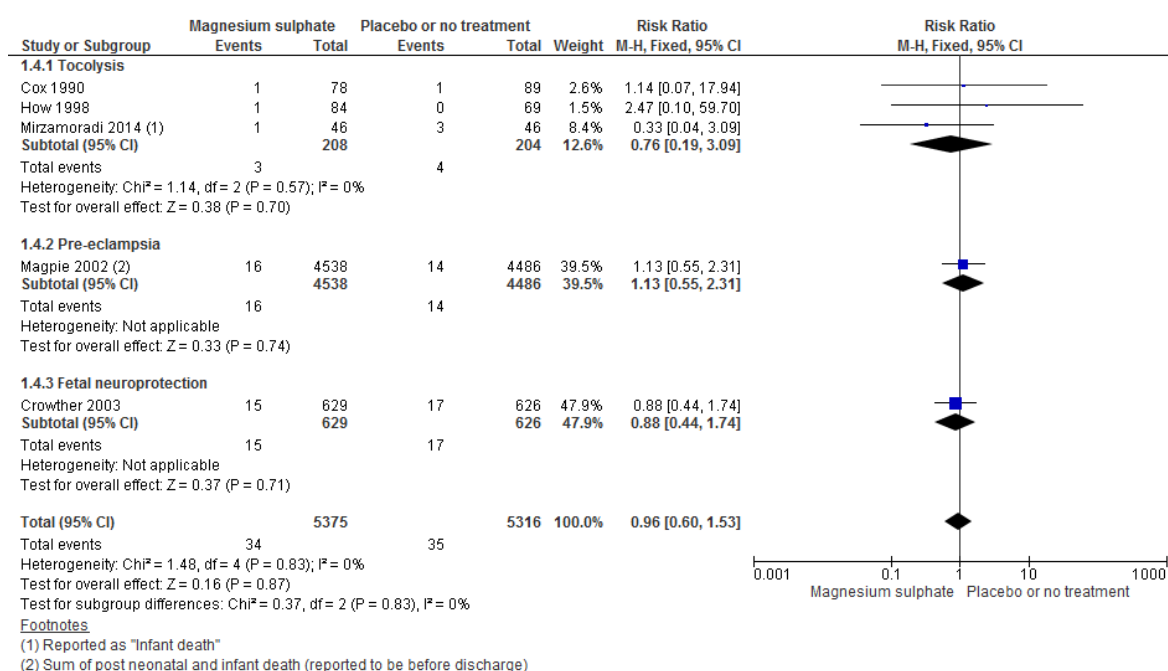 Magnesium sulphate Placebo or no treatment Risk Ratio Risk Ratio
Study or Subgroup Events Total Events Total Weight M-H, Fixed, 95% CI M-H, Fixed, 95% CI
1.4.1 Tocolysis
Cox 1990 1 78 1 89 2.6% 1.14 [0.07, 17.94]
How 1998 1 84 0 69 1.5% 2.47 [0.10, 59.70]
Mirzamoradi 2014 (1) 1 46 3 46 8.4% 0.33 [0.04, 3.09]
Subtotal (95% CI) 208 204 12.6% 0.76 [0.19, 3.09]
Total events 3 4
Heterogeneity: Chi² = 1.14, df = 2 (P = 0.57); I² = 0%
Test for overall effect: Z = 0.38 (P = 0.70)
1.4.2 Pre-eclampsia
Magpie 2002 (2) 16 4538 14 4486 39.5% 1.13 [0.55, 2.31]
Subtotal (95% CI) 4538 4486 39.5% 1.13 [0.55, 2.31]
Total events 16 14
Heterogeneity: Not applicable
Test for overall effect: Z = 0.33 (P = 0.74)
1.4.3 Fetal neuroprotection
Crowther 2003 15 629 17 626 47.9% 0.88 [0.44, 1.74]
Subtotal (95% CI) 629 626 47.9% 0.88 [0.44, 1.74]
Total events 15 17
Heterogeneity: Not applicable
Test for overall effect: Z = 0.37 (P = 0.71)
Total (95% CI) 5375 5316 100.0% 0.96 [0.60, 1.53]
Total events 34 35
Heterogeneity: Chi² = 1.48, df = 4 (P = 0.83); I² = 0%
Test for overall effect: Z = 0.16 (P = 0.87)
Test for subgroup differences: Chi² = 0.37, df = 2 (P = 0.83), I² = 0%
0.001 0.1 1 10 1000
Magnesium sulphate Placebo or no treatment
Footnotes
(1) Reported as "Infant death"
(2) Sum of post neonatal and infant death (reported to be before discharge)